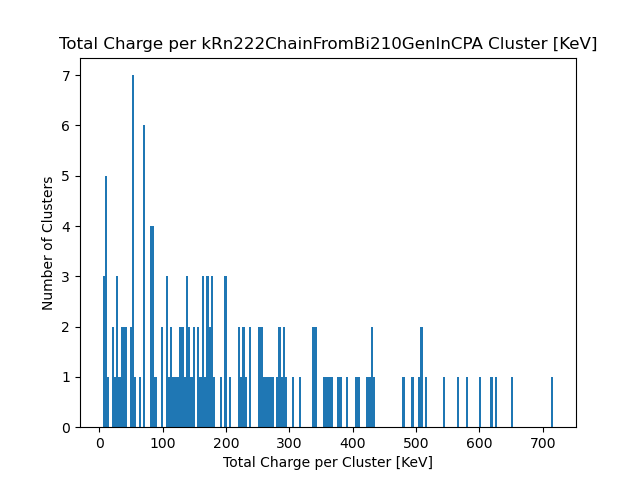 Total Charge per kRn222ChainFromBi210GenInCPA Cluster [KeV]
7
6
5
4
3
2
1
0
Number of Clusters
0 100 200 300 400 500 600 700
Total Charge per Cluster [KeV]